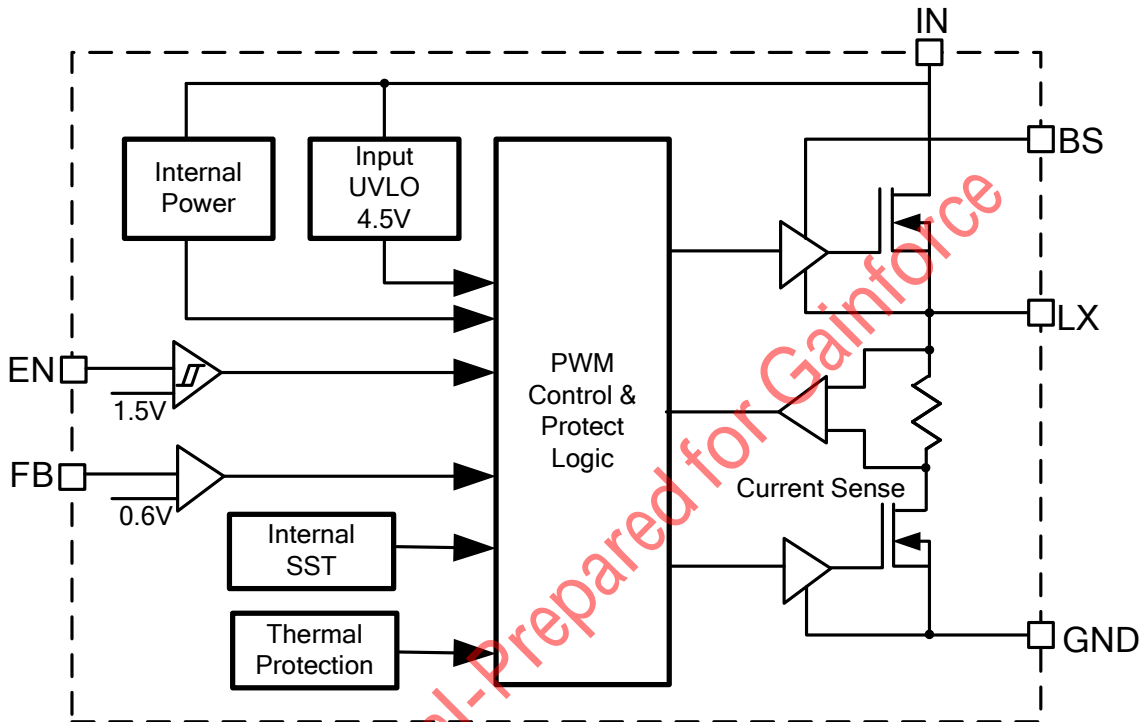 IN
BS
Internal
Power
Input
UVLO
4.5V
LX
EN
1.5V
PWM
Control &
Protect
Logic
FB
0.6V
Current Sense
Internal
SST
Thermal
Protection
GND
-Prepared for Gainforce